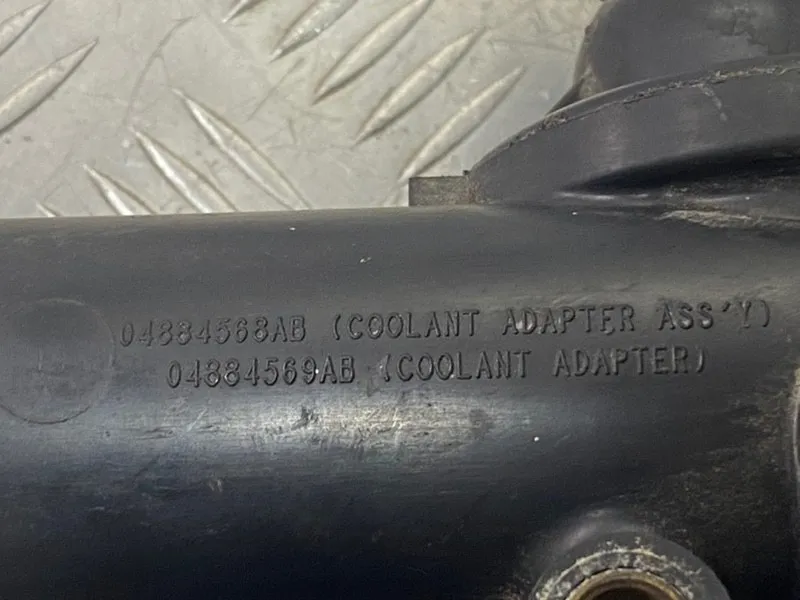 04884568AB (COOLANT ADAPTER ASS'Y)
04884569AB (COOLANT ADAPTER)